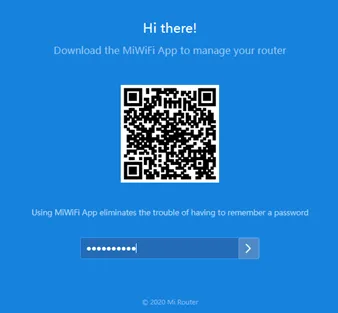 Hi there!
Download the MiWiFi App to manage your router
Using MiWiFi App eliminates the trouble of having to remember a password
© 2020 Mi Router